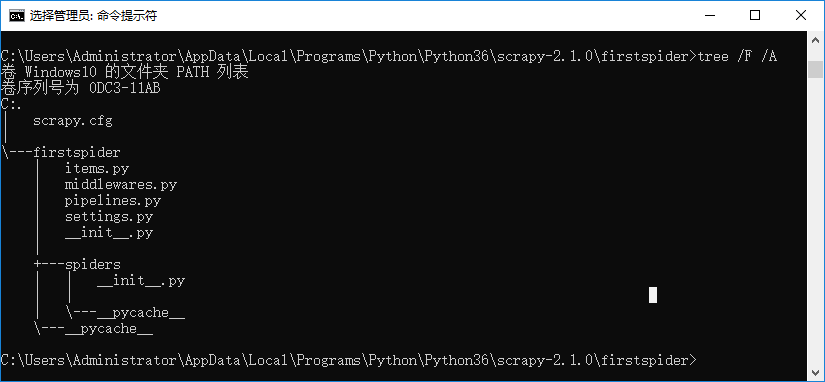 选择管理员: 命令提示符
C:\Users\Administrator\AppData\Local\Programs\Python\Python36\scrapy-2.1.0\firstspider>tree /F /A
卷 Windows10 的文件夹 PATH 列表
卷序列号为 0DC3-11AB
C:.
|   scrapy.cfg
|
\---firstspider
    |   items.py
    |   middlewares.py
    |   pipelines.py
    |   settings.py
    |   __init__.py
    |
    +---spiders
    |   |   __init__.py
    |   |
    |   \---__pycache__
    \---__pycache__
C:\Users\Administrator\AppData\Local\Programs\Python\Python36\scrapy-2.1.0\firstspider>